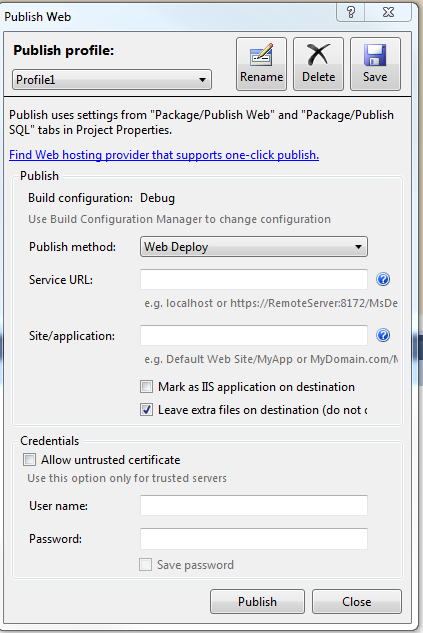 Publish Web
Publish profile:
Profile1
Rename
Delete
Save
Publish uses settings from "Package/Publish Web" and "Package/Publish
SQL" tabs in Project Properties.
Find Web hosting provider that supports one-click publish.
Publish
Build configuration: Debug
Use Build Configuration Manager to change configuration
Publish method: Web Deploy
Service URL:
e.g. localhost or https://RemoteServer:8172/MsDe
Site/application:
e.g. Default Web Site/MyApp or MyDomain.com/M
Mark as IIS application on destination
Leave extra files on destination (do not d
Credentials
Allow untrusted certificate
Use this option only for trusted servers
User name:
Password:
Save password
Publish
Close